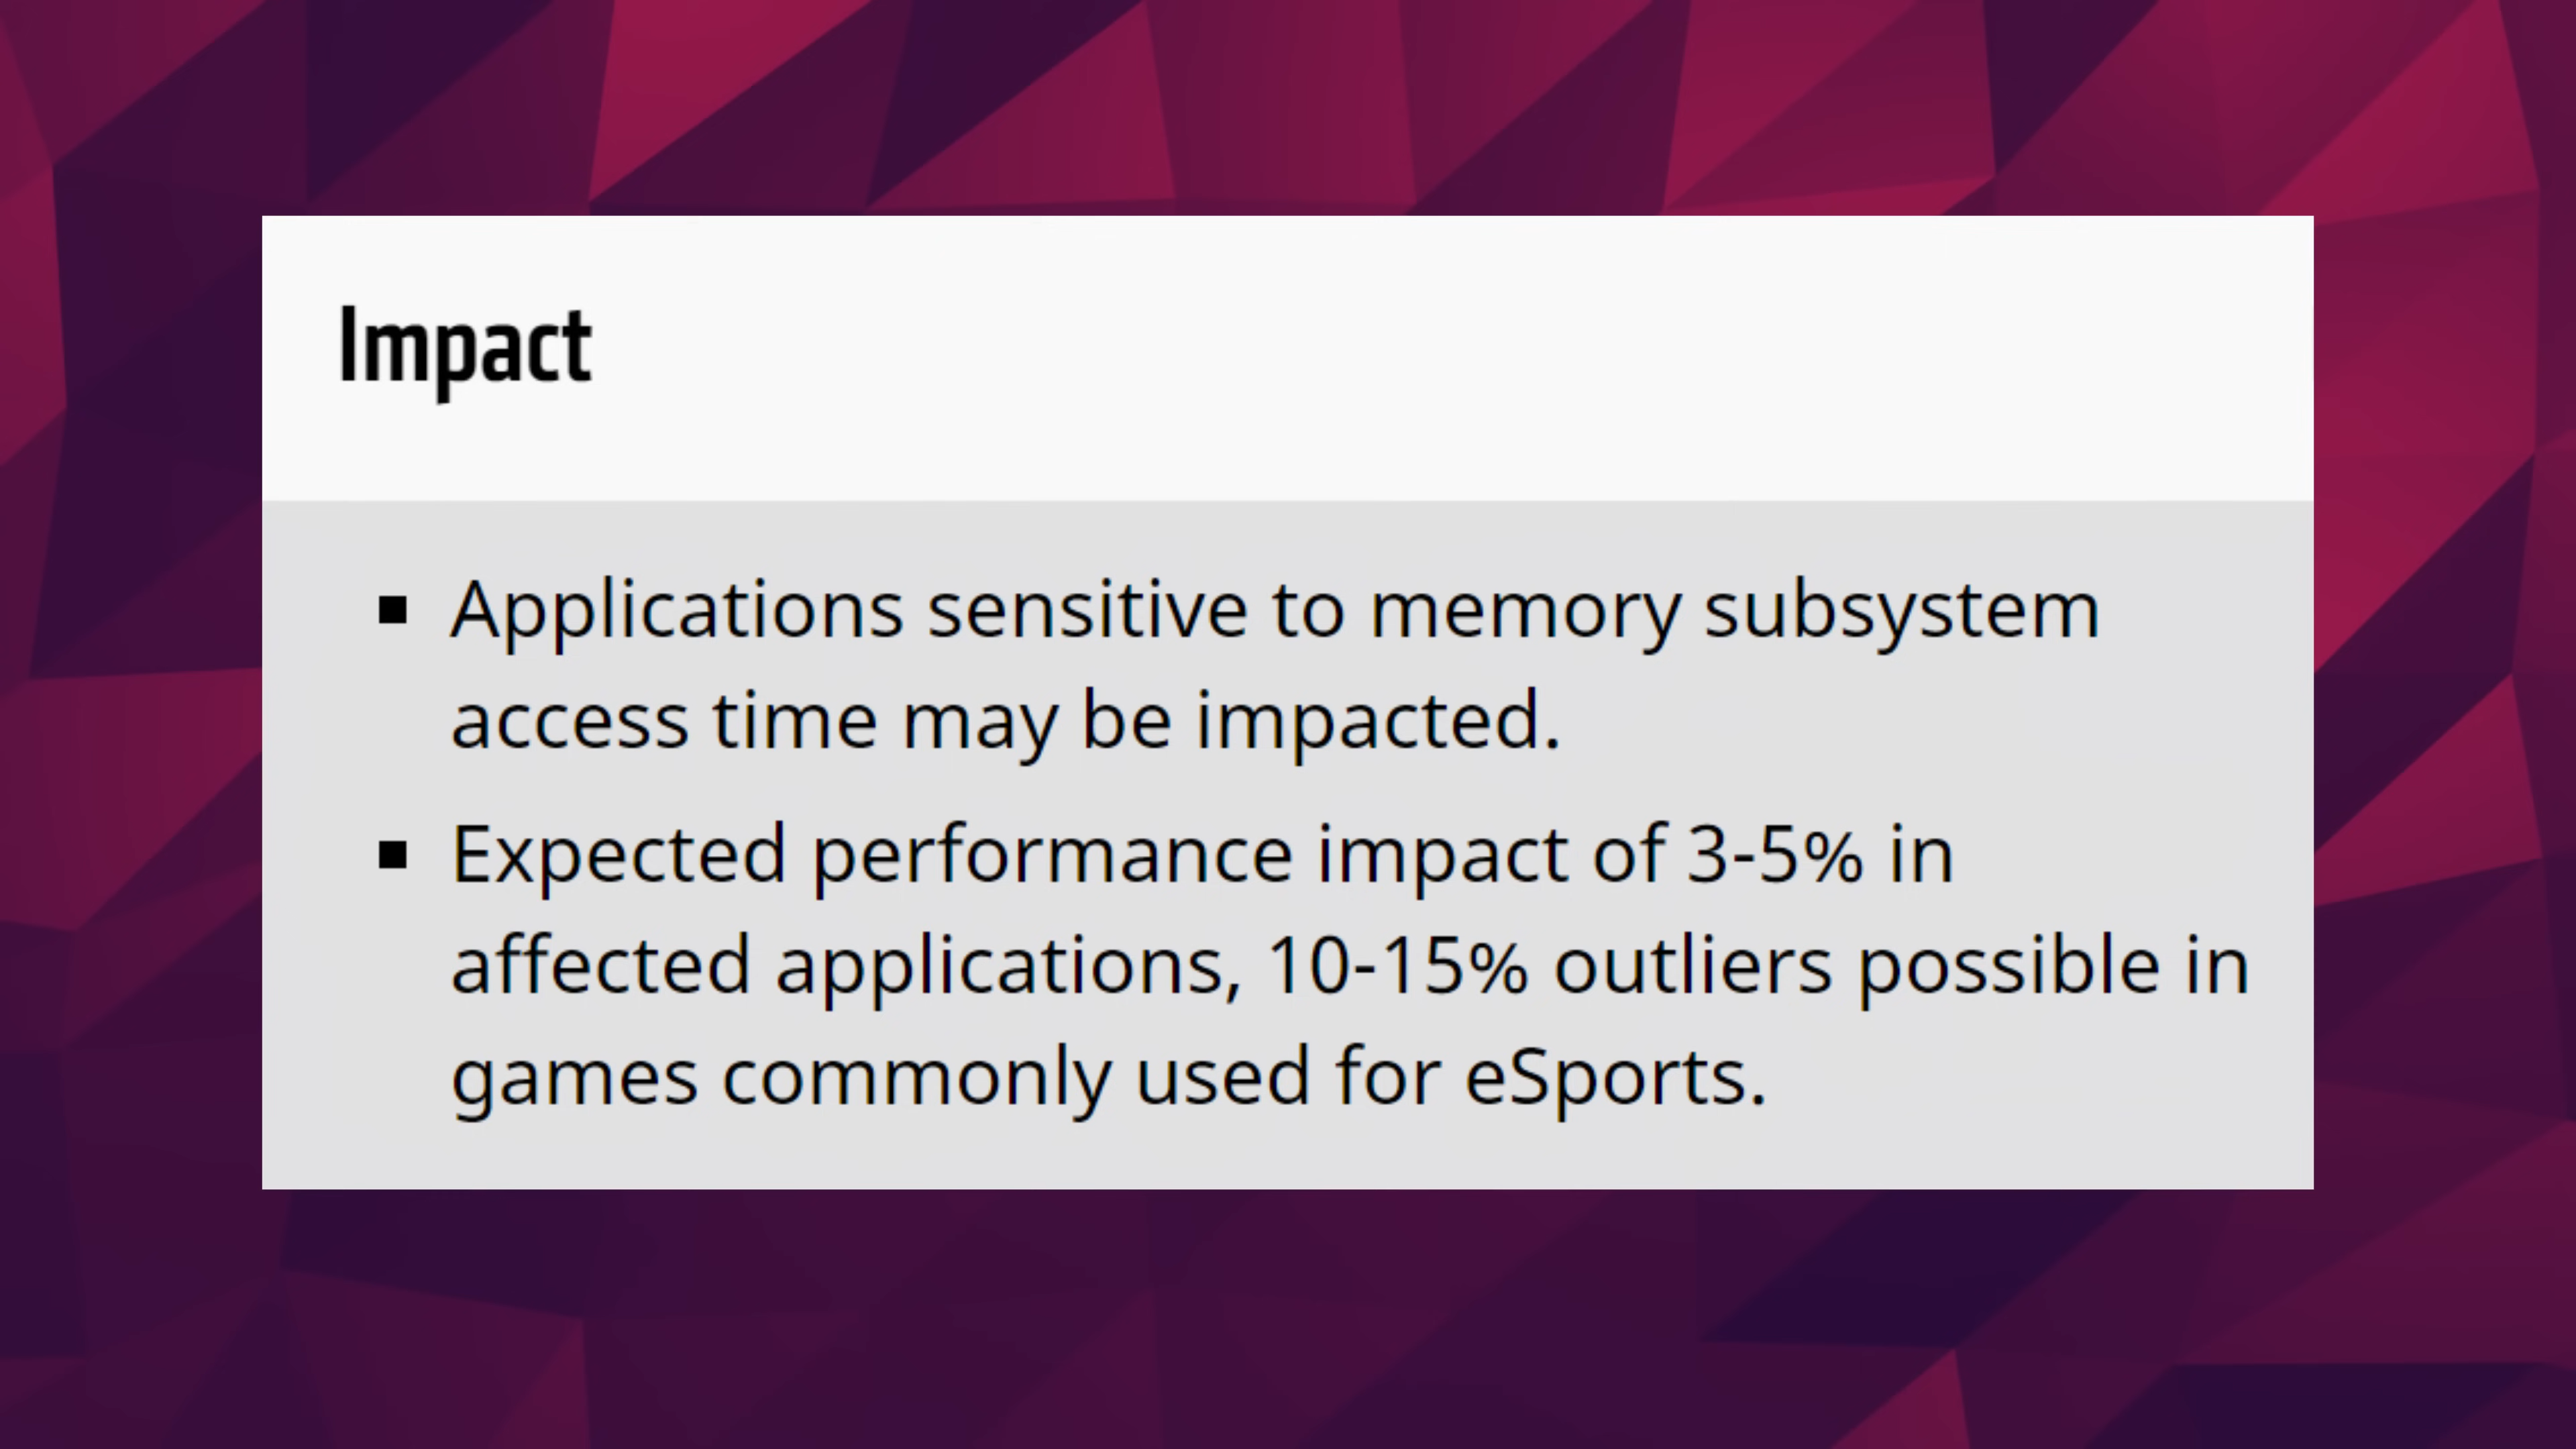 Impact
▪ Applications sensitive to memory subsystem
access time may be impacted.
▪ Expected performance impact of 3-5% in
affected applications, 10-15% outliers possible in
games commonly used for eSports.